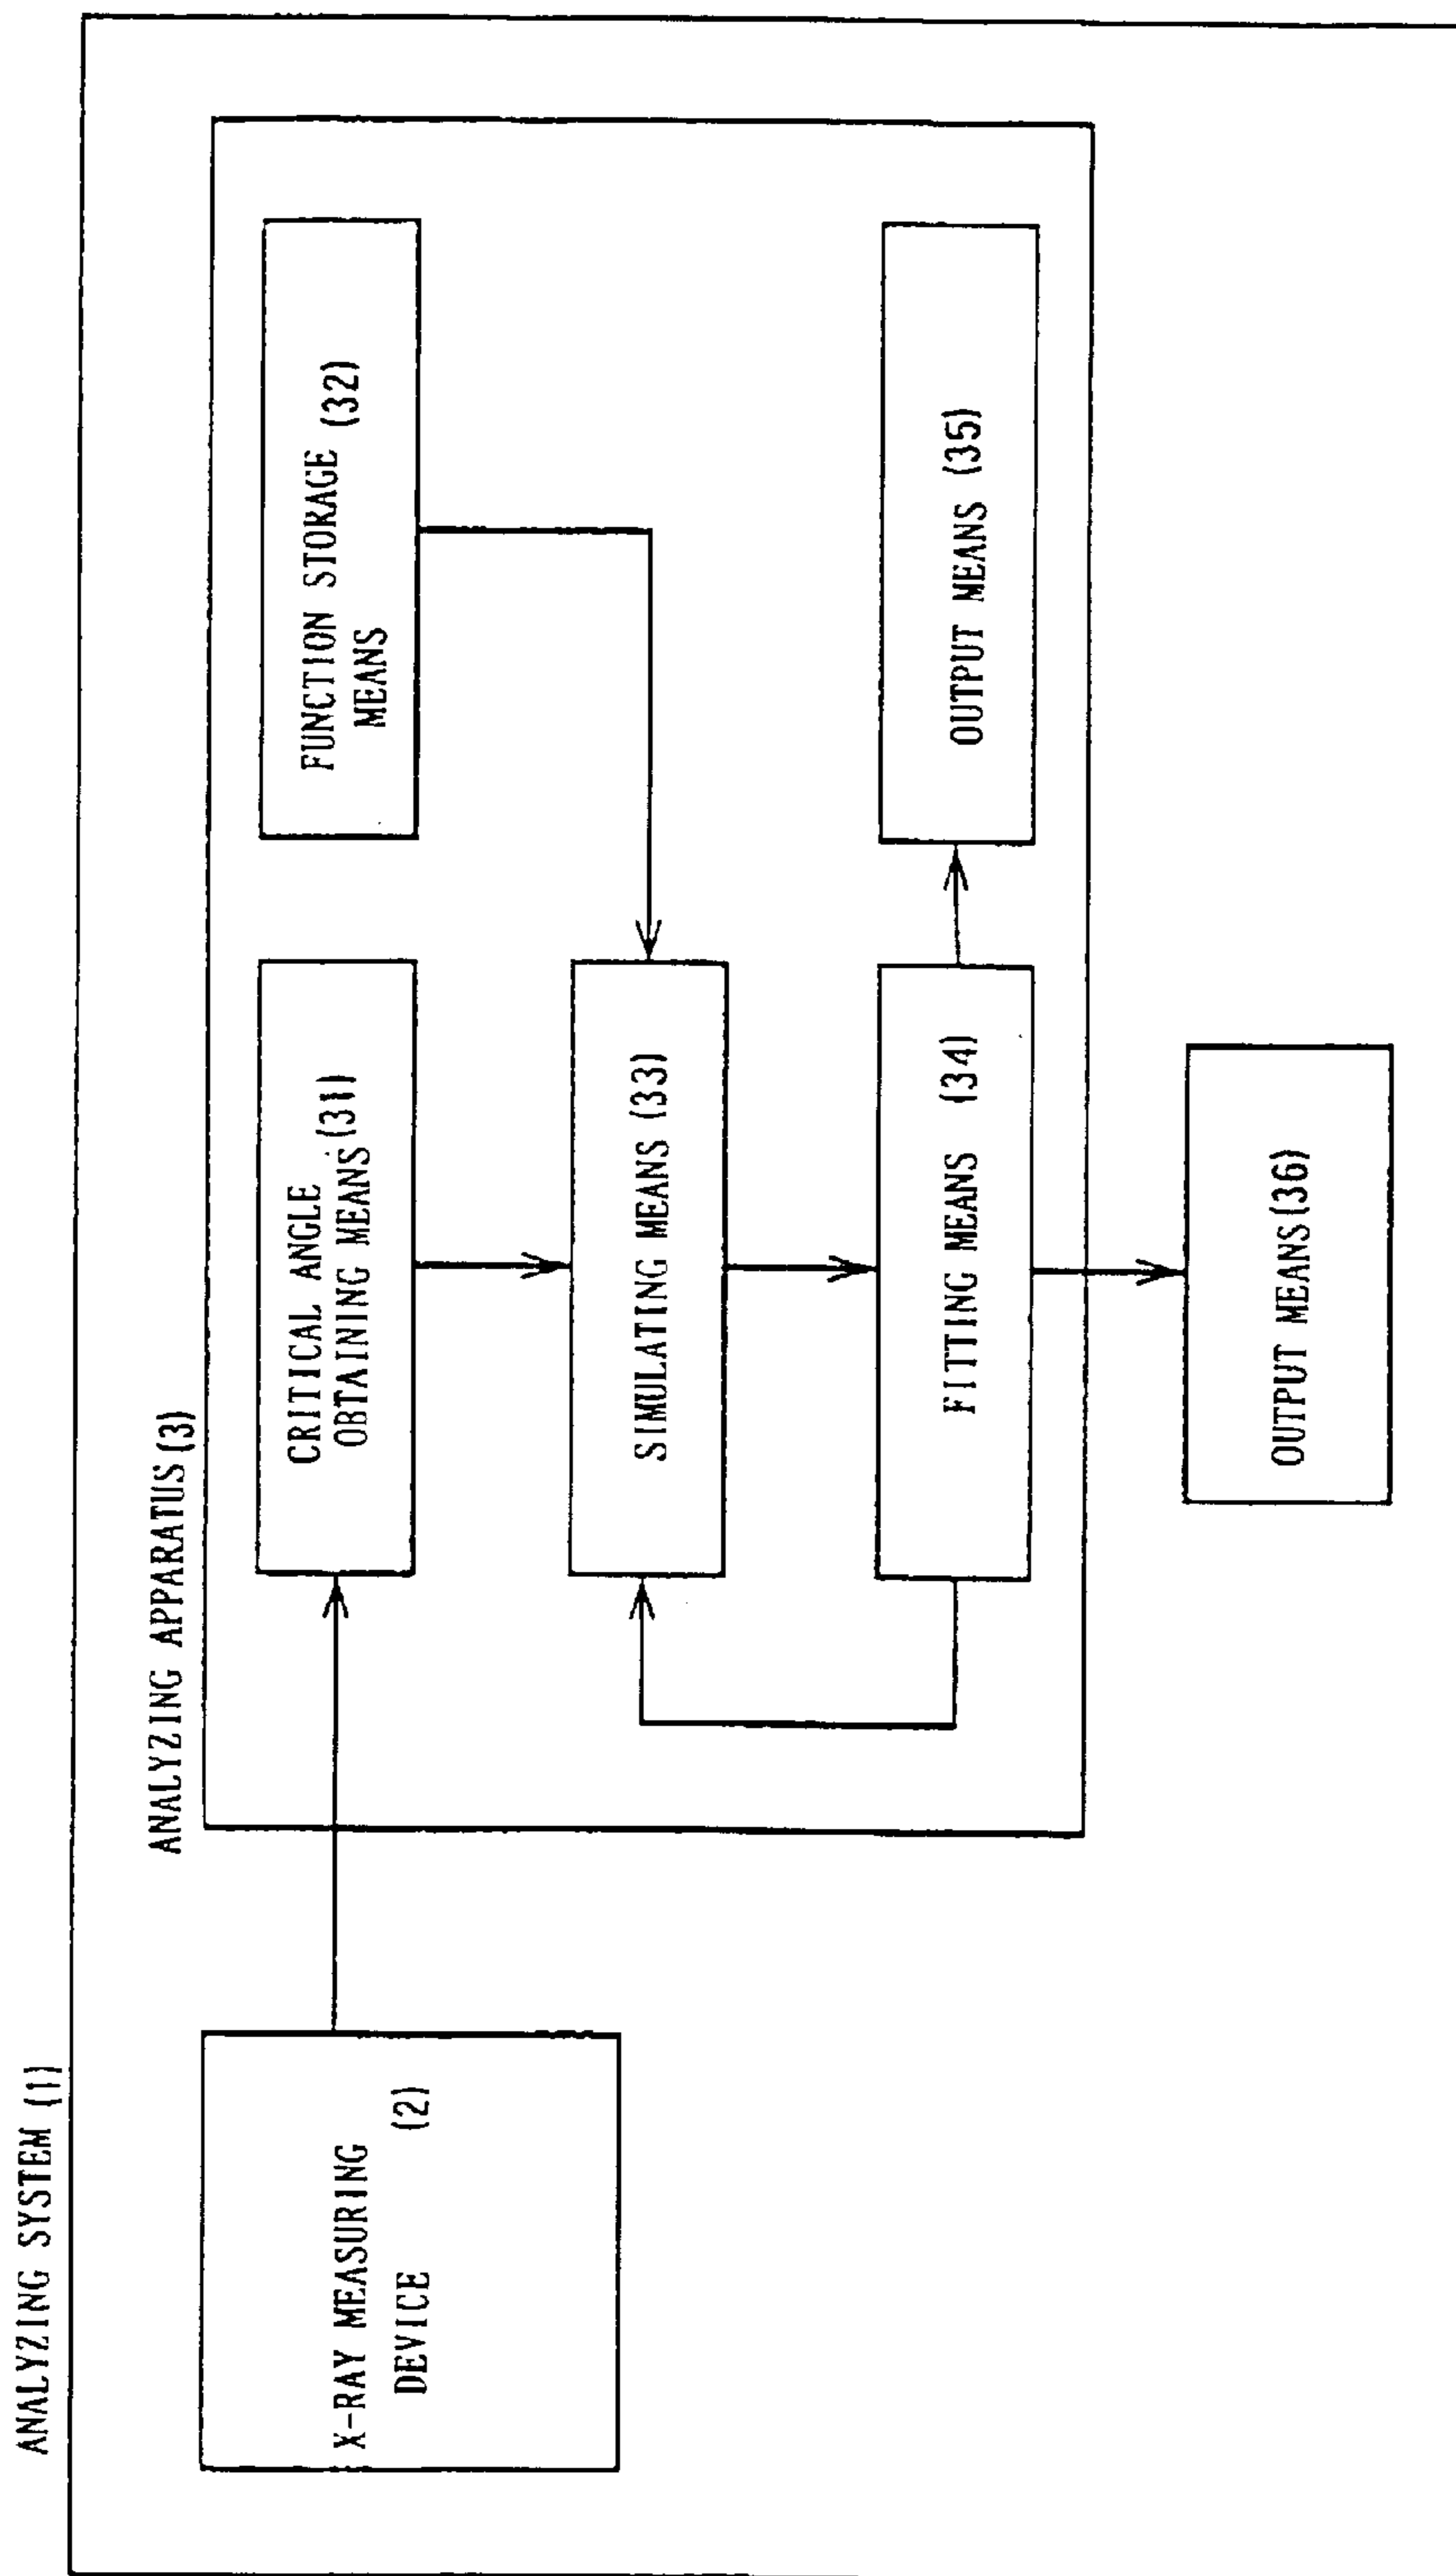 ANALYZING SYSTEM (1)
X-RAY MEASURING
DEVICE (2)
ANALYZING APPARATUS (3)
CRITICAL ANGLE
OBTAINING MEANS (31)
FUNCTION STORAGE (32)
MEANS
SIMULATING MEANS (33)
FITTING MEANS (34)
OUTPUT MEANS (35)
OUTPUT MEANS (36)